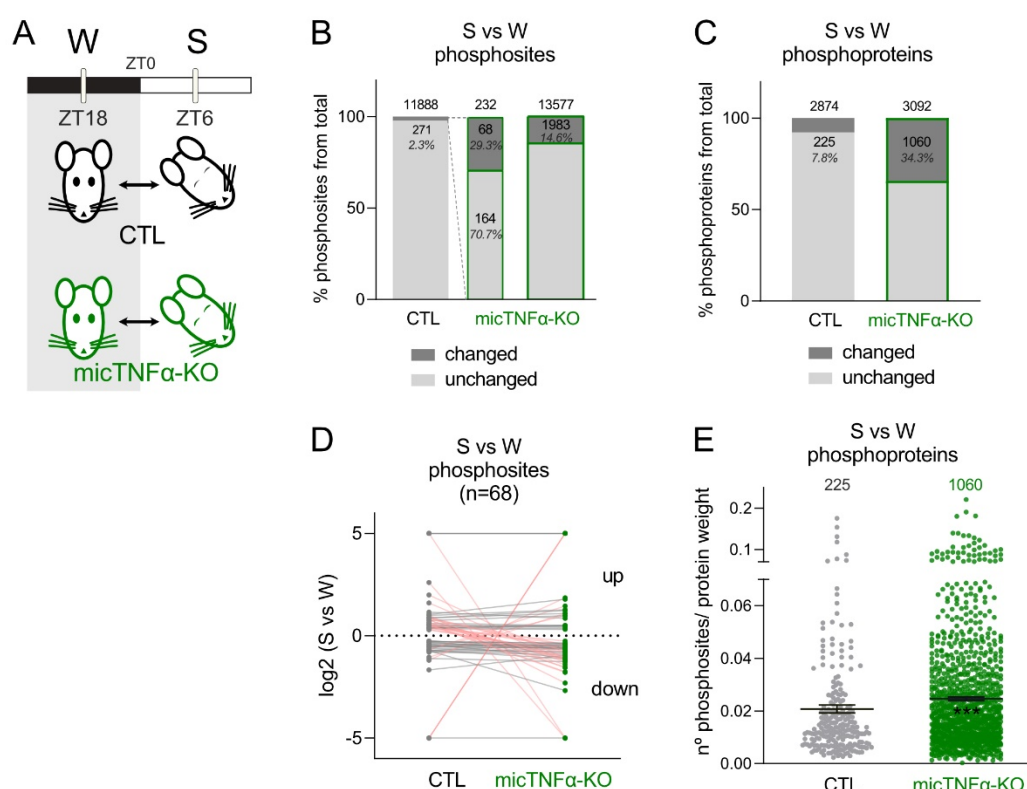 A
W
S
ZT0
ZT18
ZT6
CTL
micTNFα-KO
B
S vs W
phosphosites
% phosphosites from total
100
50
0
11888
232
13577
271
2.3%
68
29.3%
1983
14.6%
164
70.7%
CTL
micTNFα-KO
changed
unchanged
C
S vs W
phosphoproteins
% phosphoproteins from total
100
50
0
2874
3092
225
7.8%
1060
34.3%
CTL
micTNFα-KO
changed
unchanged
D
S vs W
phosphosites
(n=68)
log2 (S vs W)
5
0
-5
up
down
CTL
micTNFα-KO
E
S vs W
phosphoproteins
225
1060
nº phosphosites/ protein weight
0.2
0.1
0.06
0.04
0.02
0.00
***
CTL
micTNFα-KO